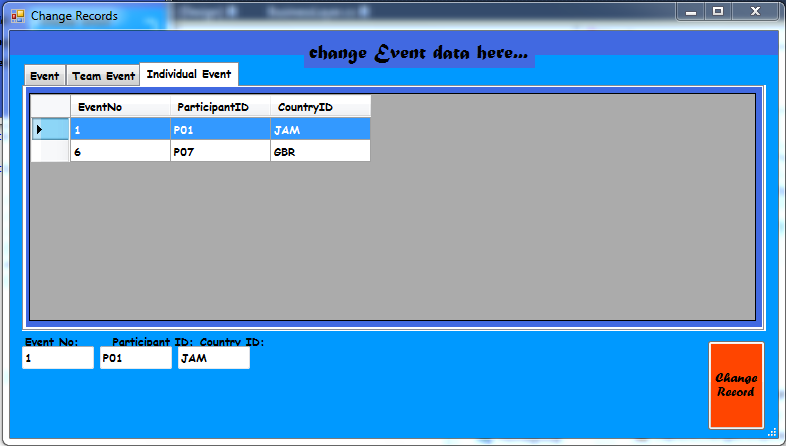 Change Records
change Event data here...
Event Team Event Individual Event
EventNo ParticipantID CountryID
1 P01 JAM
6 P07 GBR
Event No: Participant ID: Country ID:
1 P01 JAM
Change
Record